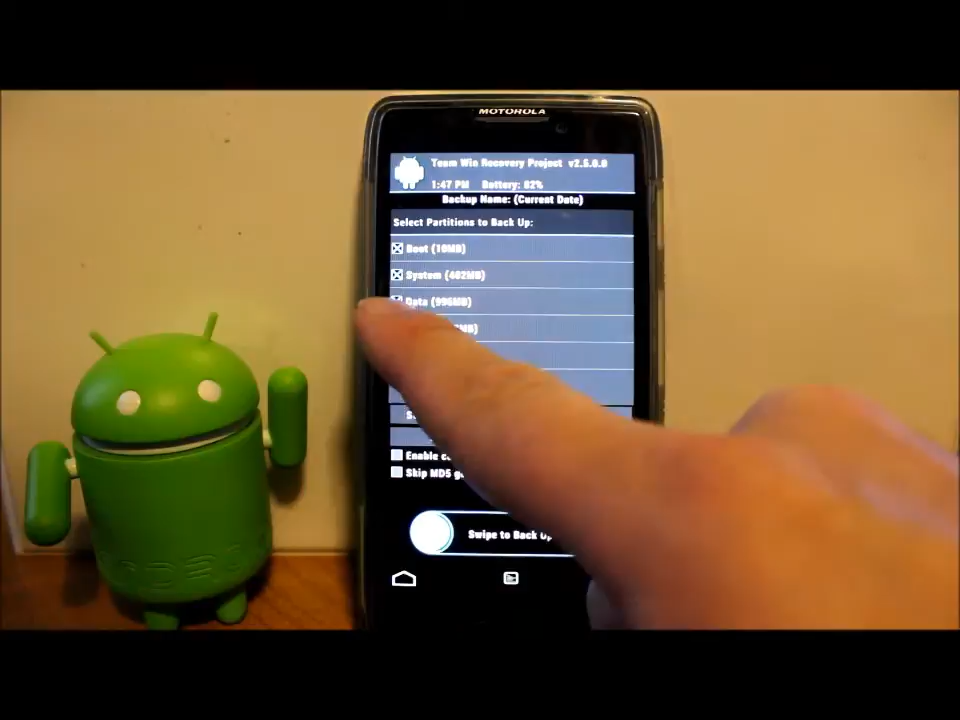 MOTOROLA
Team Win Recovery Project v2.5.0.0
1:47 PM Battery: 82%
Backup Name: (Current Date)
Select Partitions to Back Up:
Boot (10MB)
System (402MB)
Data (996MB)
Enable
Skip MD5
Swipe to Back Up